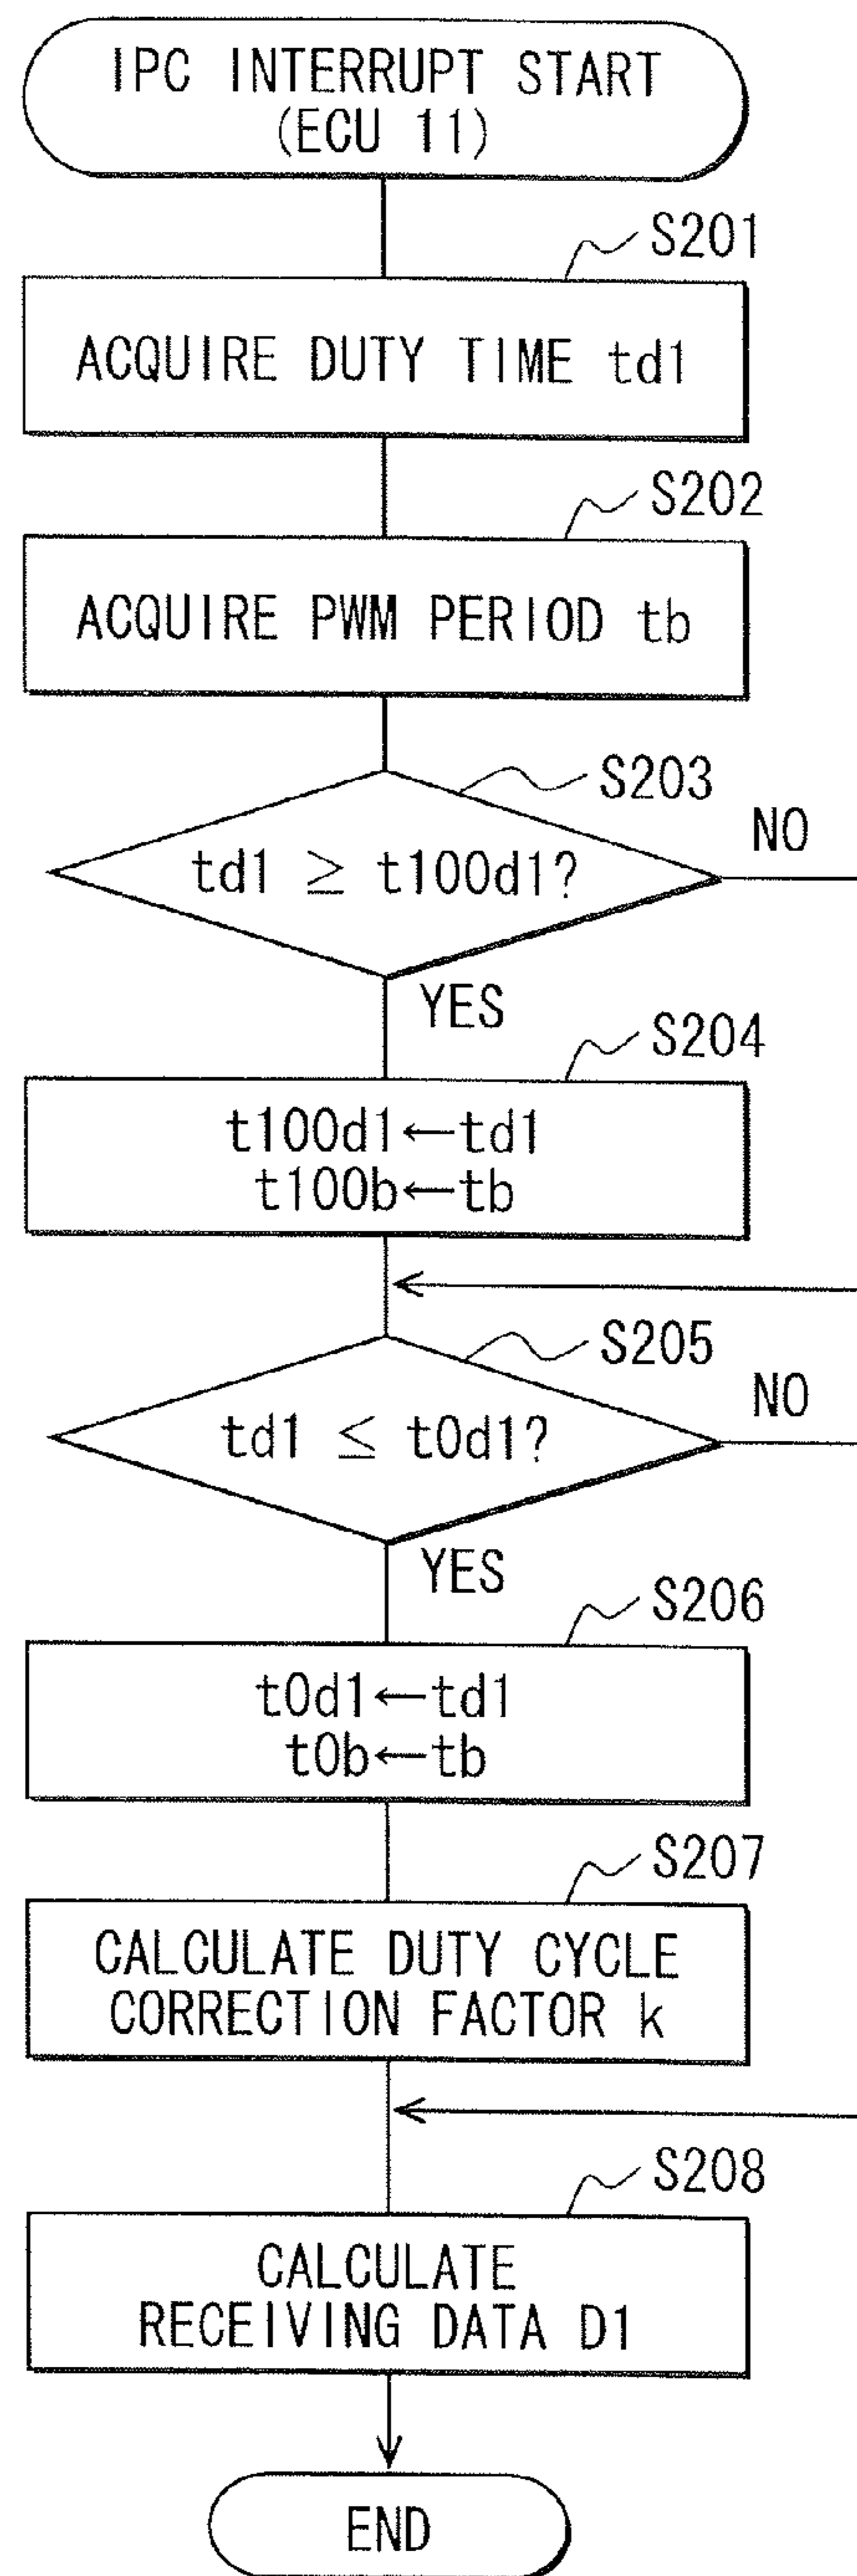 IPC INTERRUPT START
(ECU 11)
S201
ACQUIRE DUTY TIME td1
S202
ACQUIRE PWM PERIOD tb
S203
td1 ≥ t100d1?
NO
YES
S204
t100d1←td1
t100b←tb
S205
td1 ≤ t0d1?
NO
YES
S206
t0d1←td1
t0b←tb
S207
CALCULATE DUTY CYCLE
CORRECTION FACTOR k
S208
CALCULATE
RECEIVING DATA D1
END